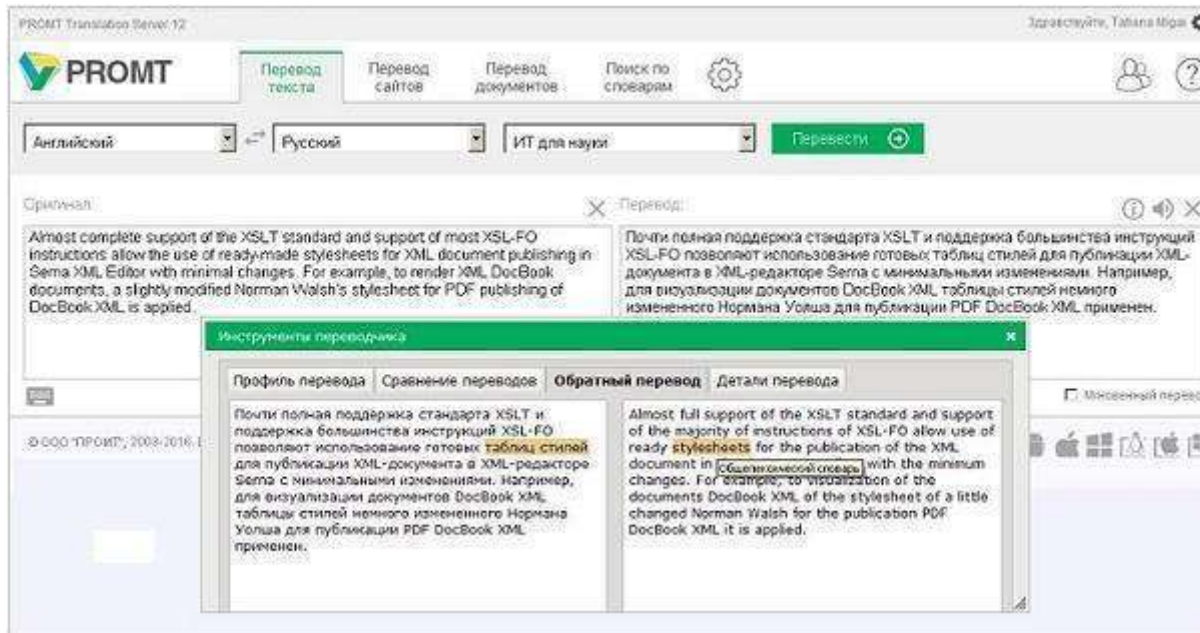 PROMT Translation Server 12
Здравствуйте, Tatiana
PROMT
Перевод текста
Перевод сайтов
Перевод документов
Поиск по словарям
Английский
Русский
ИТ для науки
Перевести
Оригинал:
Almost complete support of the XSLT standard and support of most XSL-FO
instructions allow the use of ready-made stylesheets for XML document publishing in
Serna XML Editor with minimal changes. For example, to render XML DocBook
documents, a slightly modified Norman Walsh's stylesheet for PDF publishing of
DocBook XML is applied.
Перевод:
Почти полная поддержка стандарта XSLT и поддержка большинства инструкций
XSL-FO позволяют использование готовых таблиц стилей для публикации XML-
документа в XML-редакторе Serna с минимальными изменениями. Например,
для визуализации документов DocBook XML таблицы стилей немного
измененного Нормана Уолша для публикации PDF DocBook XML применен.
Мгновенный перевод
© ООО "ПРОМТ", 2003-2016.
Инструменты переводчика
Профиль перевода
Сравнение переводов
Обратный перевод
Детали перевода
Почти полная поддержка стандарта XSLT и
поддержка большинства инструкций XSL-FO
позволяют использование готовых таблиц стилей
для публикации XML-документа в XML-редакторе
Serna с минимальными изменениями. Например,
для визуализации документов DocBook XML
таблицы стилей немного измененного Нормана
Уолша для публикации PDF DocBook XML
применен.
Almost full support of the XSLT standard and support
of the majority of instructions of XSL-FO allow use of
ready stylesheets for the publication of the XML
document in Общелексический словарь with the minimum
changes. For example, to visualization of the
documents DocBook XML of the stylesheet of a little
changed Norman Walsh for the publication PDF
DocBook XML it is applied.